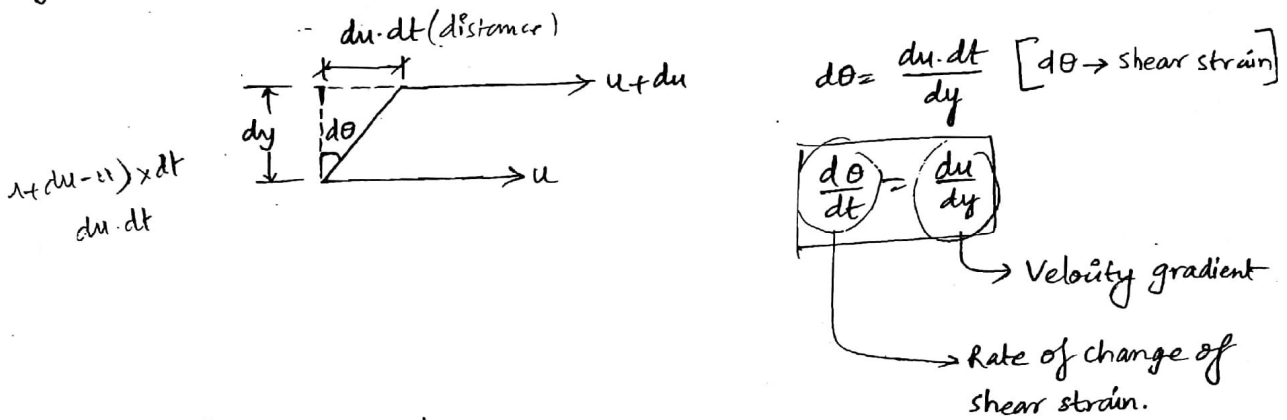 du.dt (distance)
u+du
dy
dθ
u
+du-u)×dt
du.dt
dθ = du.dt/dy [dθ → shear strain]
dθ/dt = du/dy
Velocity gradient
Rate of change of
shear strain.